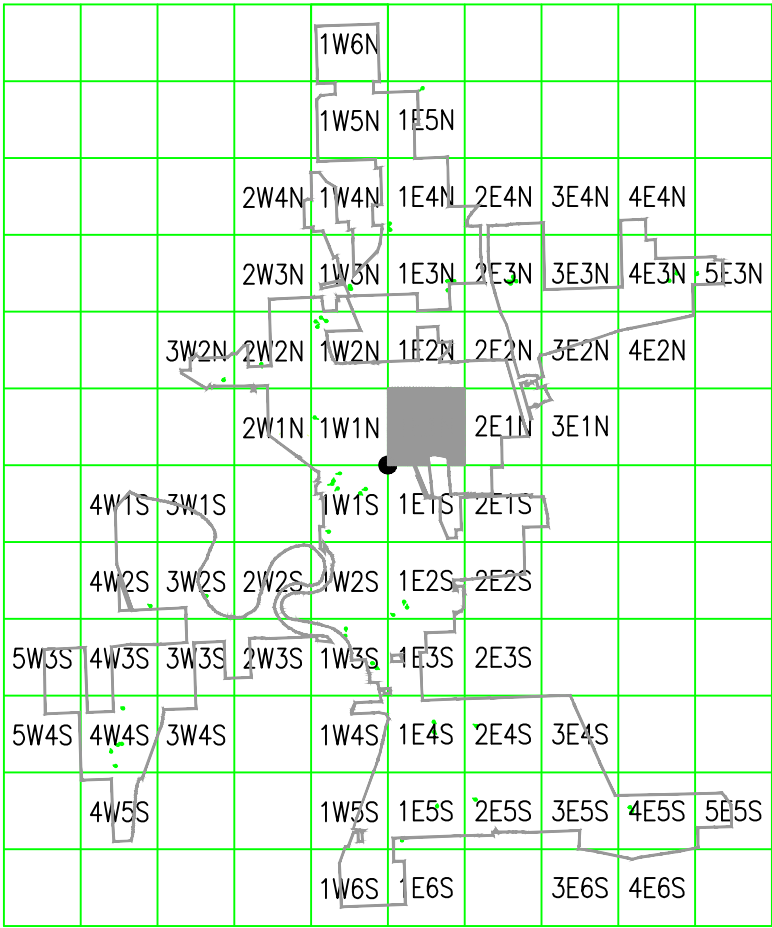 1W6N
1W5N 1E5N
2W4N 1W4N 1E4N 2E4N 3E4N 4E4N
2W3N 1W3N 1E3N 2E3N 3E3N 4E3N 5E3N
3W2N 2W2N 1W2N 1E2N 2E2N 3E2N 4E2N
2W1N 1W1N 2E1N 3E1N
4W1S 3W1S 1W1S 1E1S 2E1S
4W2S 3W2S 2W2S 1W2S 1E2S 2E2S
5W3S 4W3S 3W3S 2W3S 1W3S 1E3S 2E3S
5W4S 4W4S 3W4S 1W4S 1E4S 2E4S 3E4S
4W5S 1W5S 1E5S 2E5S 3E5S 4E5S 5E5S
1W6S 1E6S 3E6S 4E6S